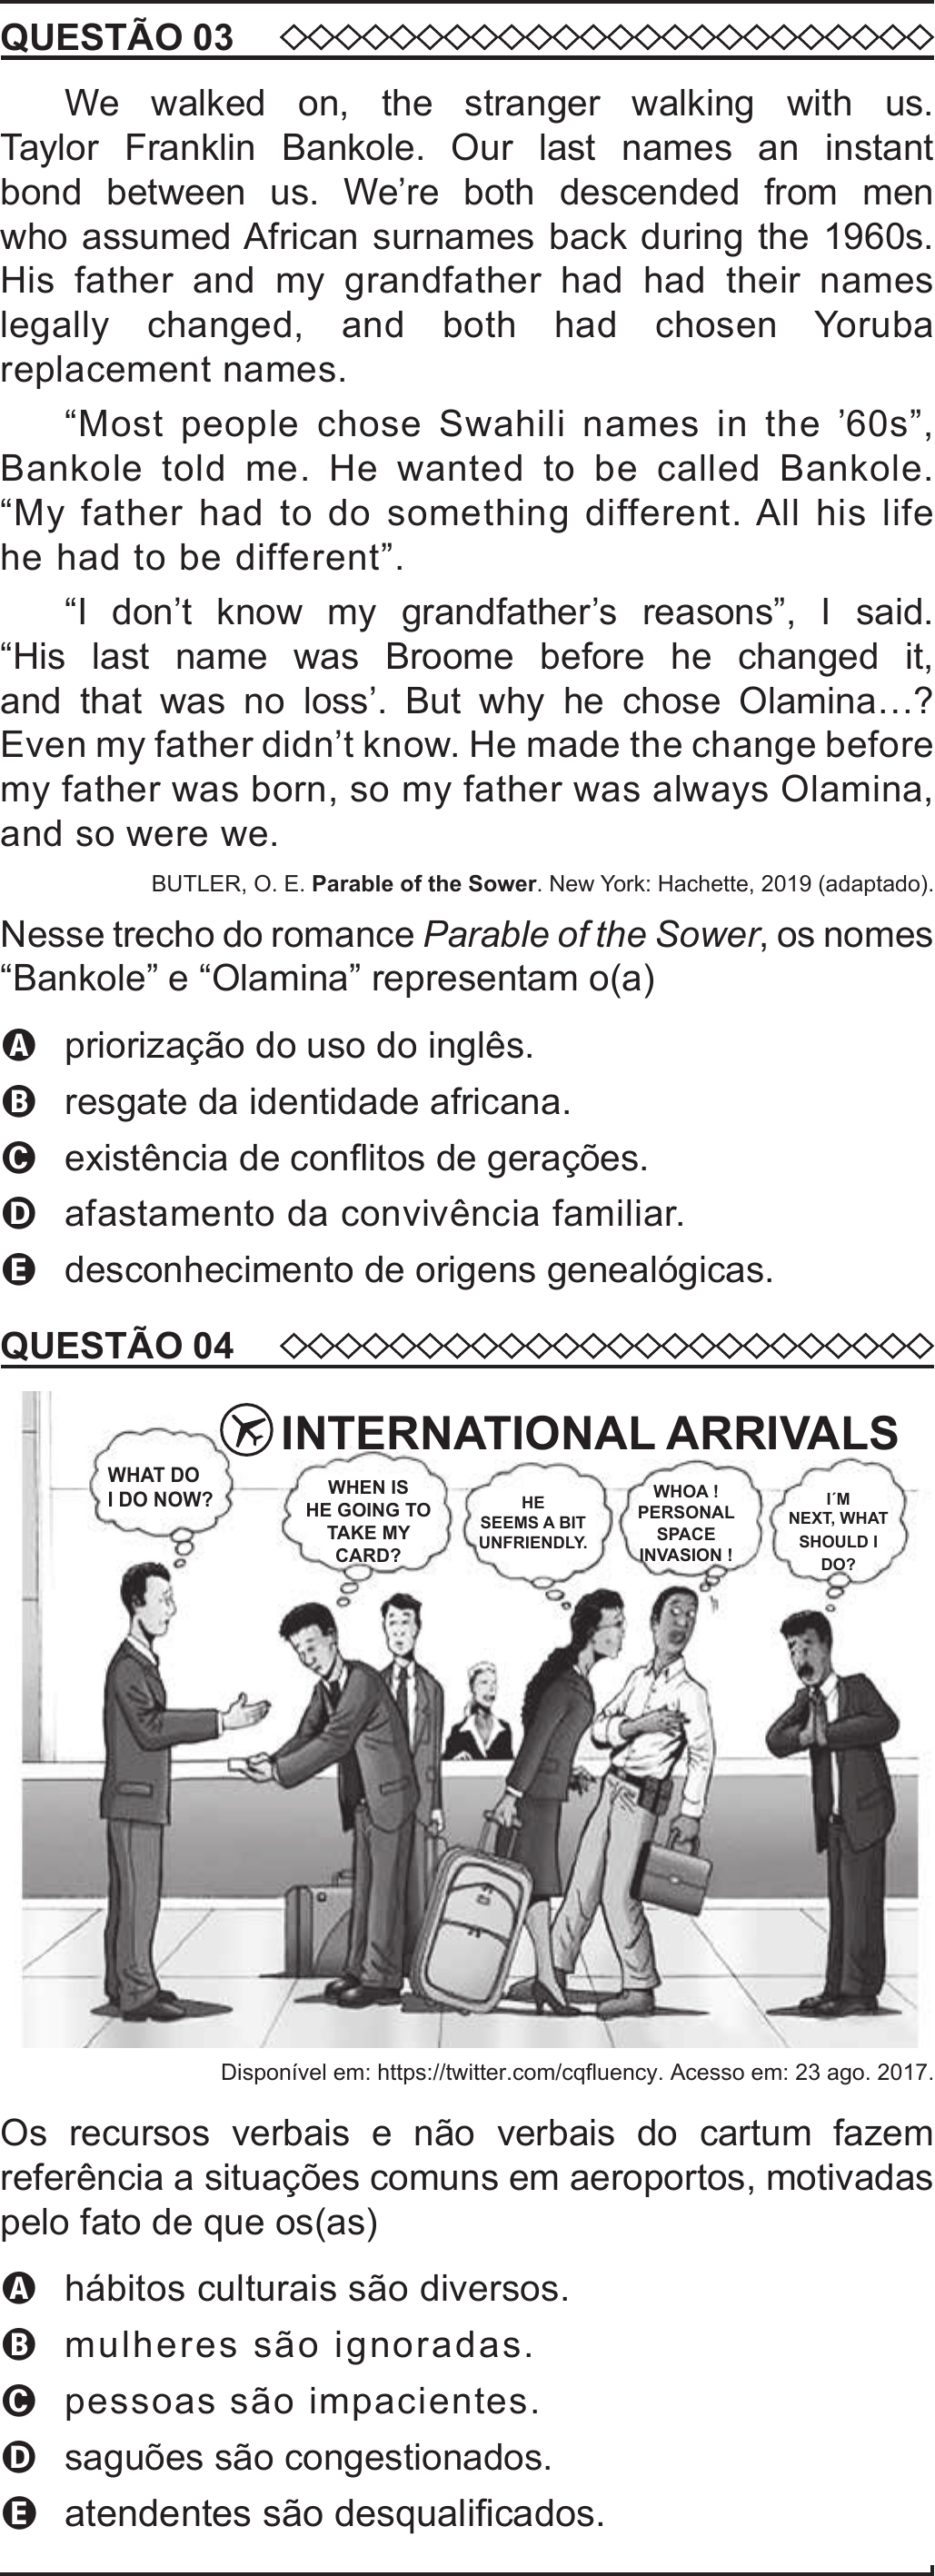 QUESTÃO 03
We walked on, the stranger walking with us.
Taylor Franklin Bankole. Our last names an instant
bond between us. We’re both descended from men
who assumed African surnames back during the 1960s.
His father and my grandfather had had their names
legally changed, and both had chosen Yoruba
replacement names.
“Most people chose Swahili names in the ’60s”,
Bankole told me. He wanted to be called Bankole.
“My father had to do something different. All his life
he had to be different”.
“I don’t know my grandfather’s reasons”, I said.
“His last name was Broome before he changed it,
and that was no loss’. But why he chose Olamina…?
Even my father didn’t know. He made the change before
my father was born, so my father was always Olamina,
and so were we.
BUTLER, O. E. Parable of the Sower. New York: Hachette, 2019 (adaptado).
Nesse trecho do romance Parable of the Sower, os nomes
“Bankole” e “Olamina” representam o(a)
A priorização do uso do inglês.
B resgate da identidade africana.
C existência de conflitos de gerações.
D afastamento da convivência familiar.
E desconhecimento de origens genealógicas.
QUESTÃO 04
INTERNATIONAL ARRIVALS
WHAT DO
I DO NOW?
WHEN IS
HE GOING TO
TAKE MY
CARD?
HE
SEEMS A BIT
UNFRIENDLY.
WHOA !
PERSONAL
SPACE
INVASION !
I´M
NEXT, WHAT
SHOULD I
DO?
Disponível em: https://twitter.com/cqfluency. Acesso em: 23 ago. 2017.
Os recursos verbais e não verbais do cartum fazem
referência a situações comuns em aeroportos, motivadas
pelo fato de que os(as)
A hábitos culturais são diversos.
B mulheres são ignoradas.
C pessoas são impacientes.
D saguões são congestionados.
E atendentes são desqualificados.